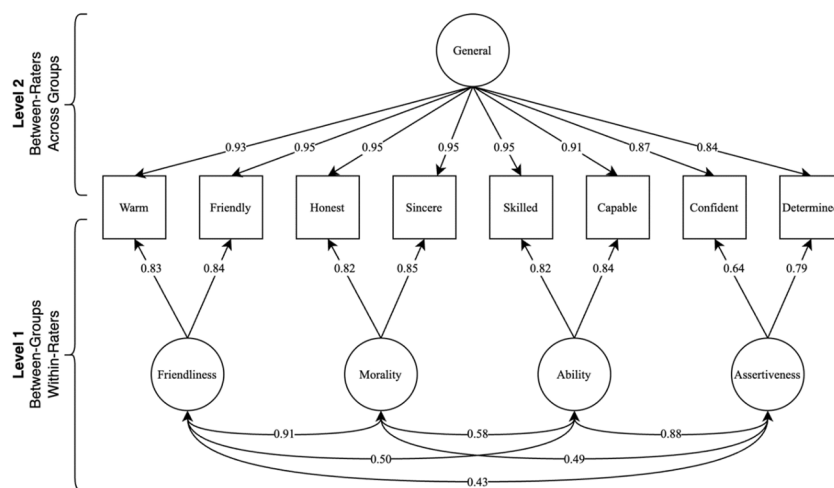 General
Level 2
Between-Raters
Across Groups
0.93 0.95 0.95 0.95 0.95 0.91 0.87 0.84
Warm Friendly Honest Sincere Skilled Capable Confident Determine
0.83 0.84 0.82 0.85 0.82 0.84 0.64 0.79
Level 1
Between-Groups
Within-Raters
Friendliness Morality Ability Assertiveness
0.91 0.58 0.88
0.50 0.49
0.43